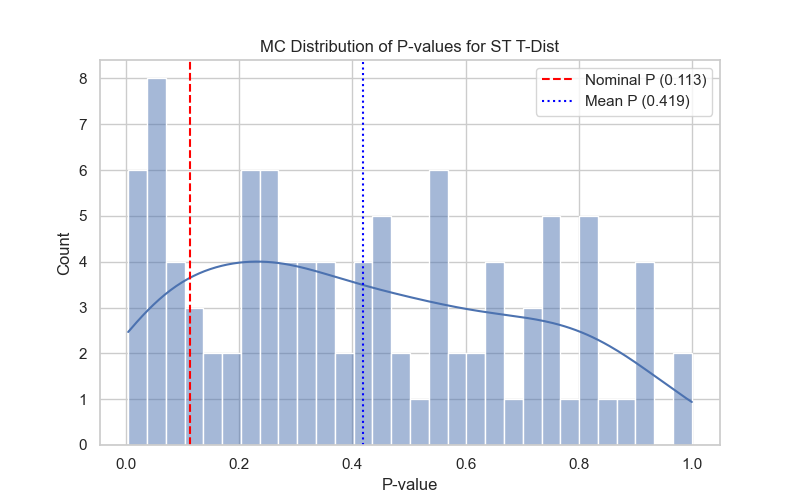 MC Distribution of P-values for ST T-Dist
Nominal P (0.113)
Mean P (0.419)
8
7
6
5
4
3
2
1
0
Count
0.0 0.2 0.4 0.6 0.8 1.0
P-value